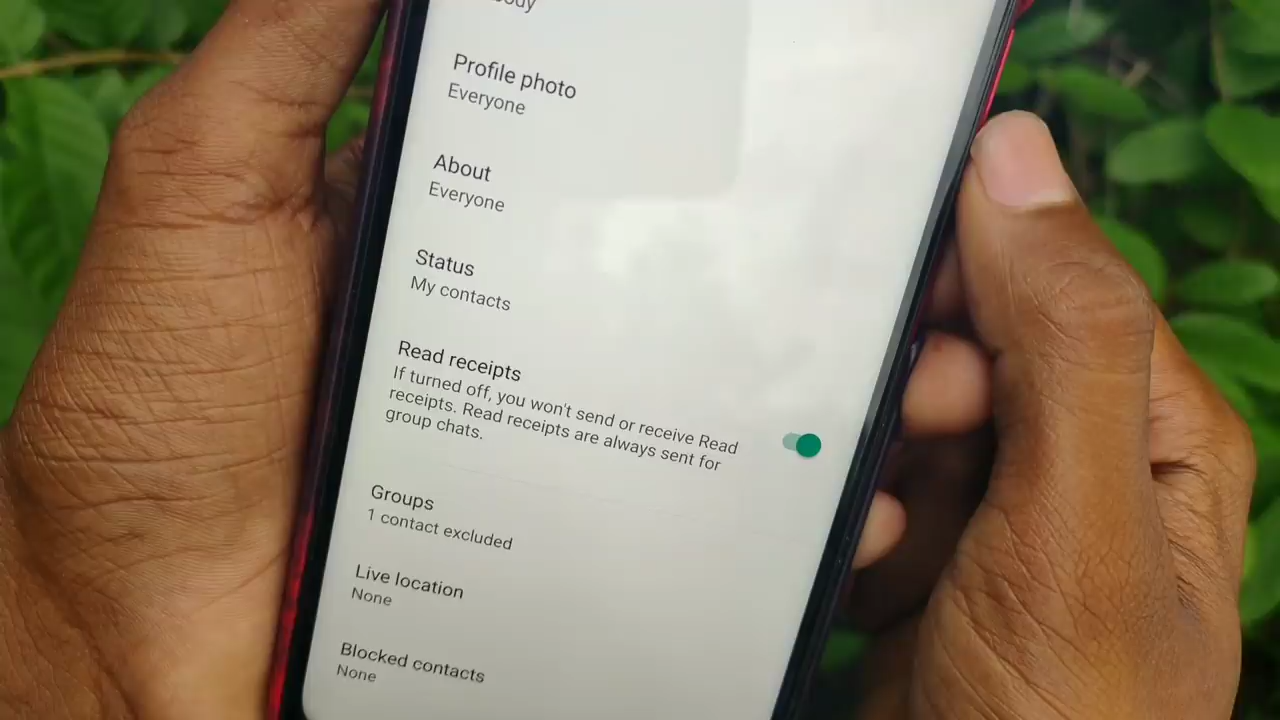 Profile photo
Everyone
About
Everyone
Status
My contacts
Read receipts
If turned off, you won't send or receive Read
receipts. Read receipts are always sent for
group chats.
Groups
1 contact excluded
Live location
None
Blocked contacts
None